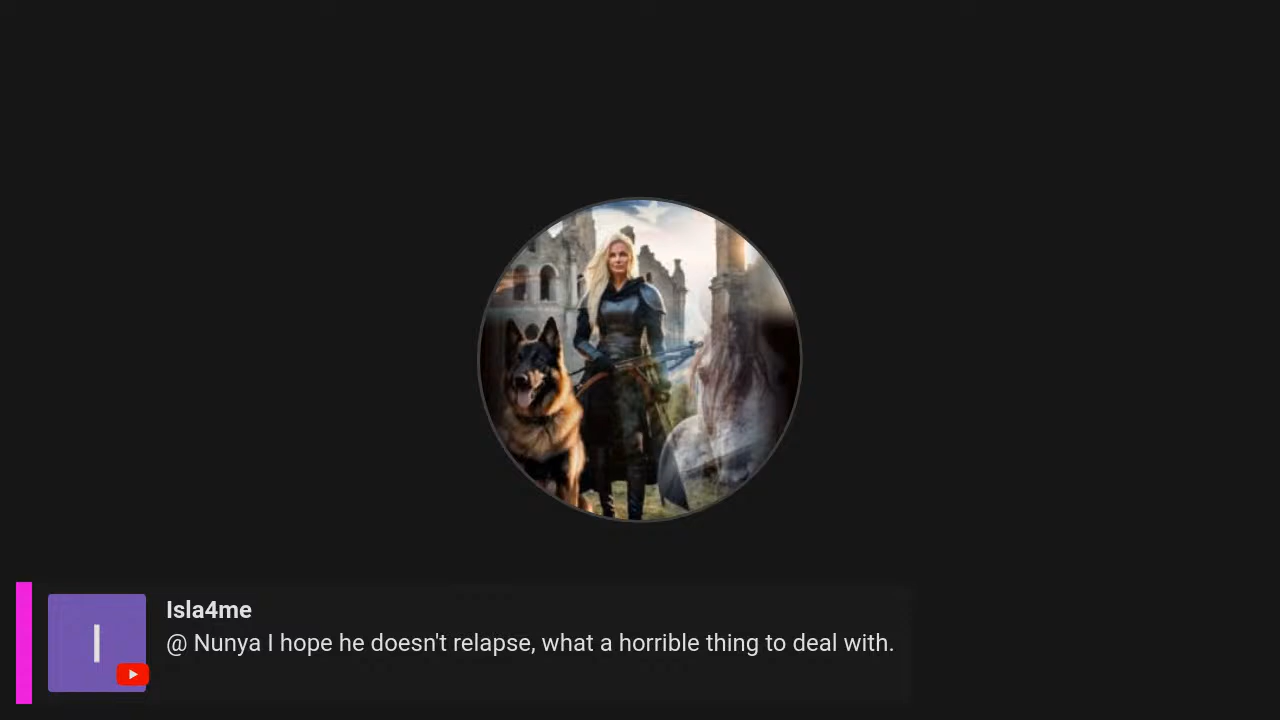 Isla4me
@ Nunya I hope he doesn't relapse, what a horrible thing to deal with.
I